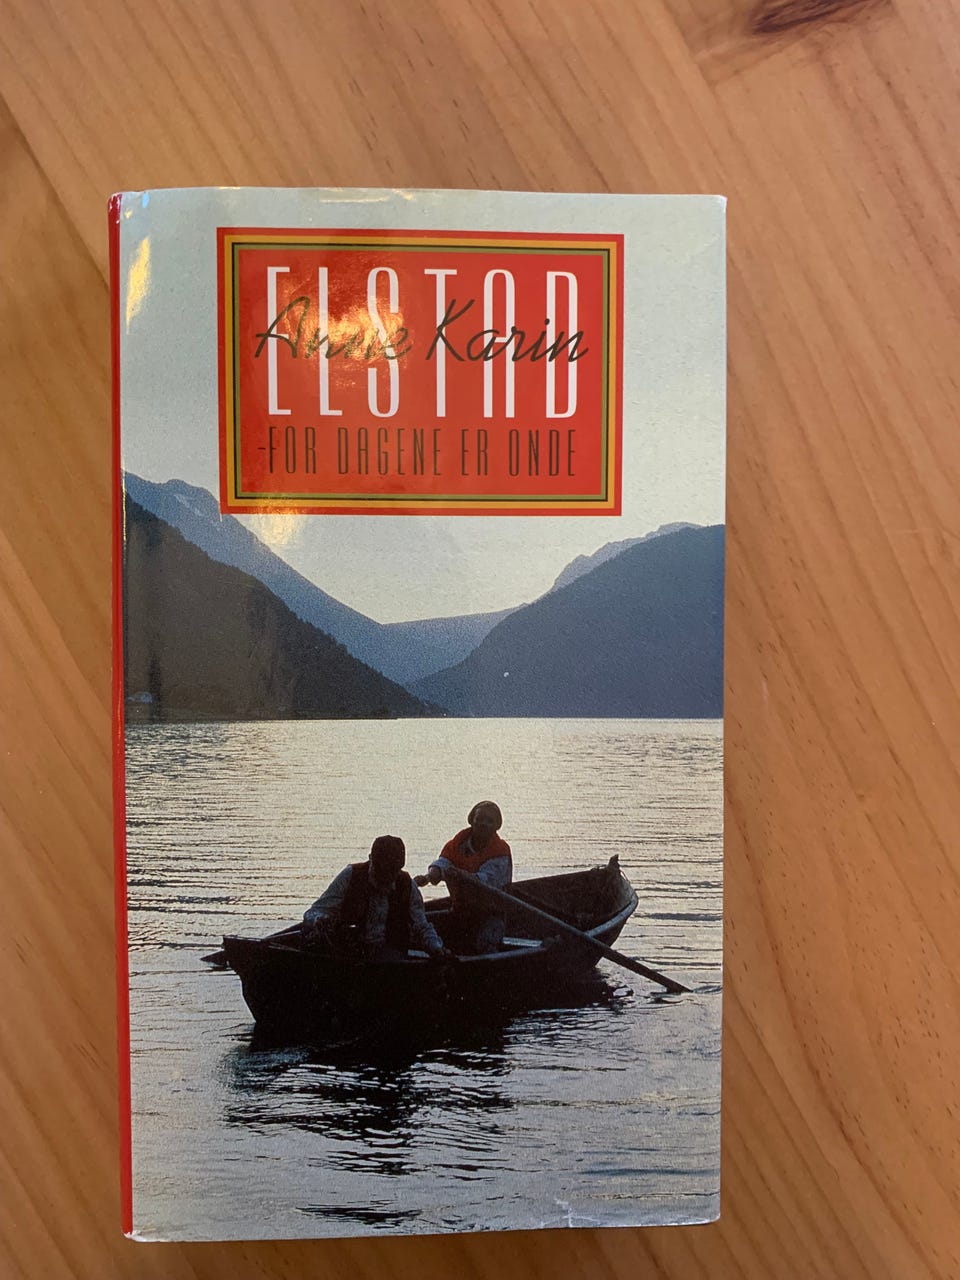 ELSTAD
Anne Karin
-FOR DAGENE ER ONDE